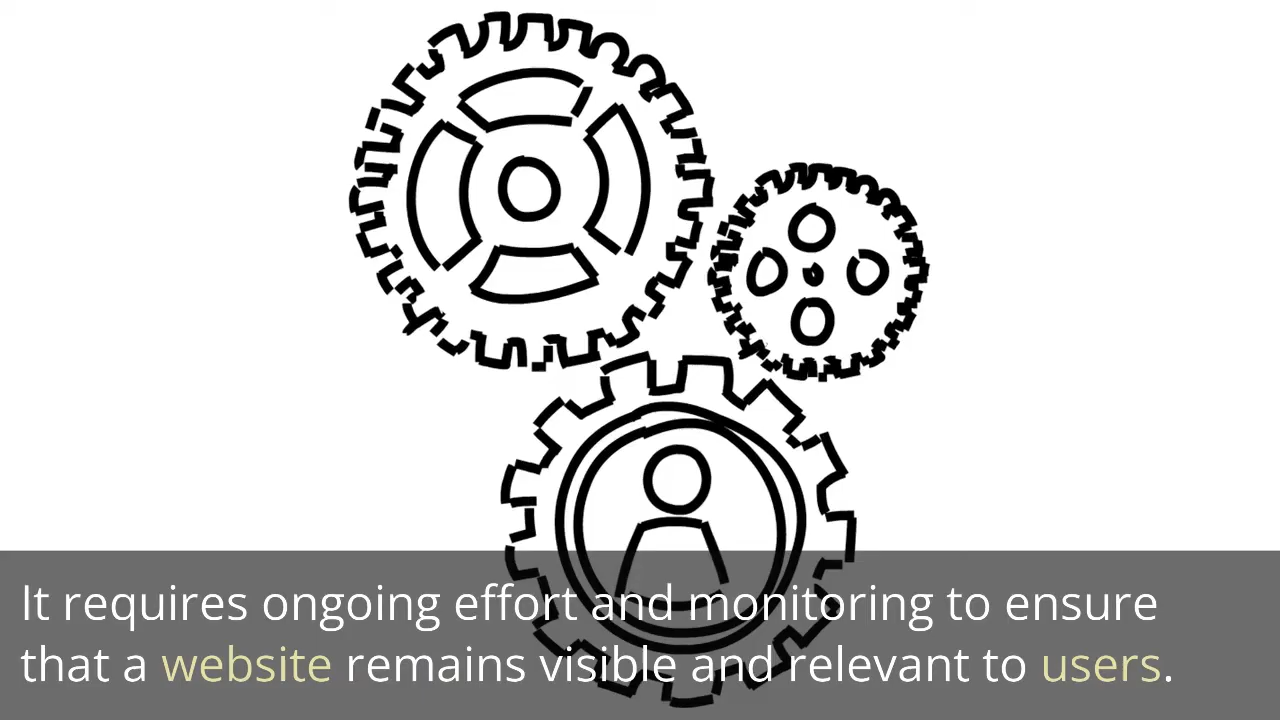 It requires ongoing effort and monitoring to ensure
that a website remains visible and relevant to users.